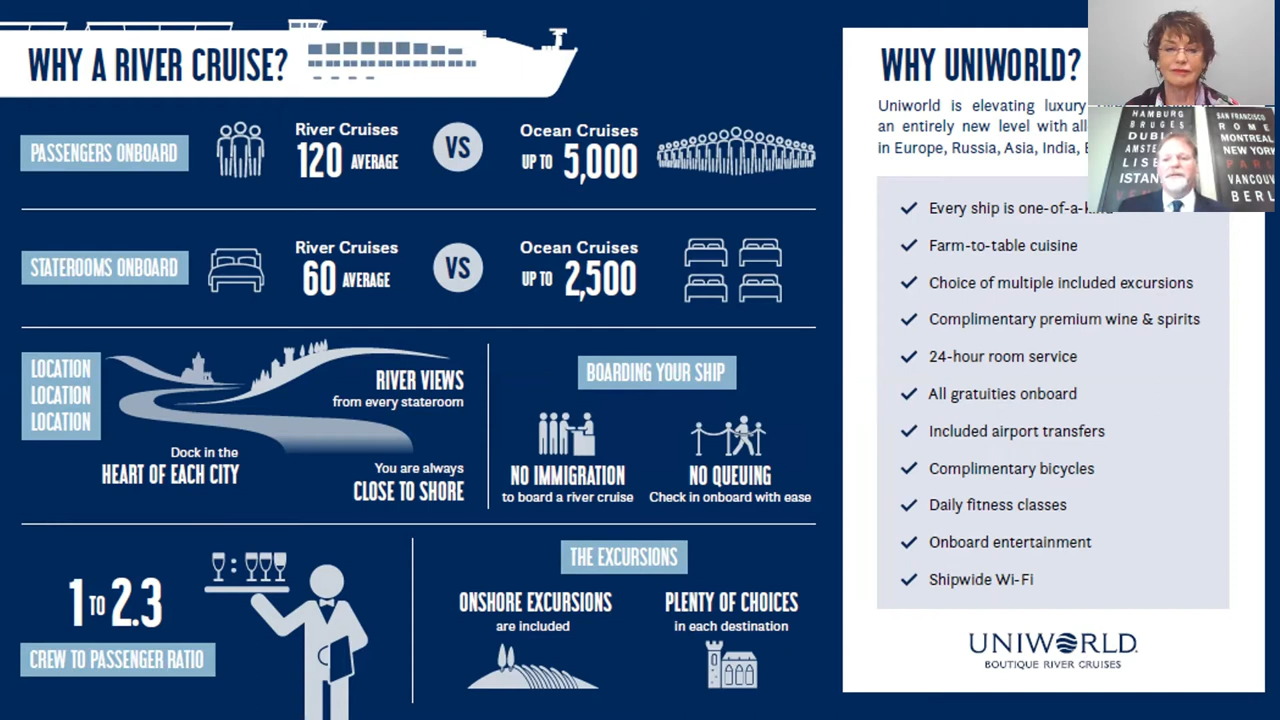 WHY A RIVER CRUISE?
PASSENGERS ONBOARD
River Cruises
120 AVERAGE
VS
Ocean Cruises
UP TO 5,000
STATEROOMS ONBOARD
River Cruises
60 AVERAGE
VS
Ocean Cruises
UP TO 2,500
LOCATION
LOCATION
LOCATION
RIVER VIEWS
from every stateroom
Dock in the
HEART OF EACH CITY
You are always
CLOSE TO SHORE
BOARDING YOUR SHIP
NO IMMIGRATION
to board a river cruise
NO QUEUING
Check in onboard with ease
1 TO 2.3
CREW TO PASSENGER RATIO
THE EXCURSIONS
ONSHORE EXCURSIONS
are included
PLENTY OF CHOICES
in each destination
WHY UNIWORLD?
Uniworld is elevating luxury
an entirely new level with all
in Europe, Russia, Asia, India,
Every ship is one-of-a-kind
Farm-to-table cuisine
Choice of multiple included excursions
Complimentary premium wine & spirits
24-hour room service
All gratuities onboard
Included airport transfers
Complimentary bicycles
Daily fitness classes
Onboard entertainment
Shipwide Wi-Fi
UNIWORLD
BOUTIQUE RIVER CRUISES
HAMBURG
BRUGES
DUBL
AMSTE
LISB
ISTAN
SAN FRANCISCO
ROME
MONTREAL
NEW YORK
PARI
VANCOUV
BERL